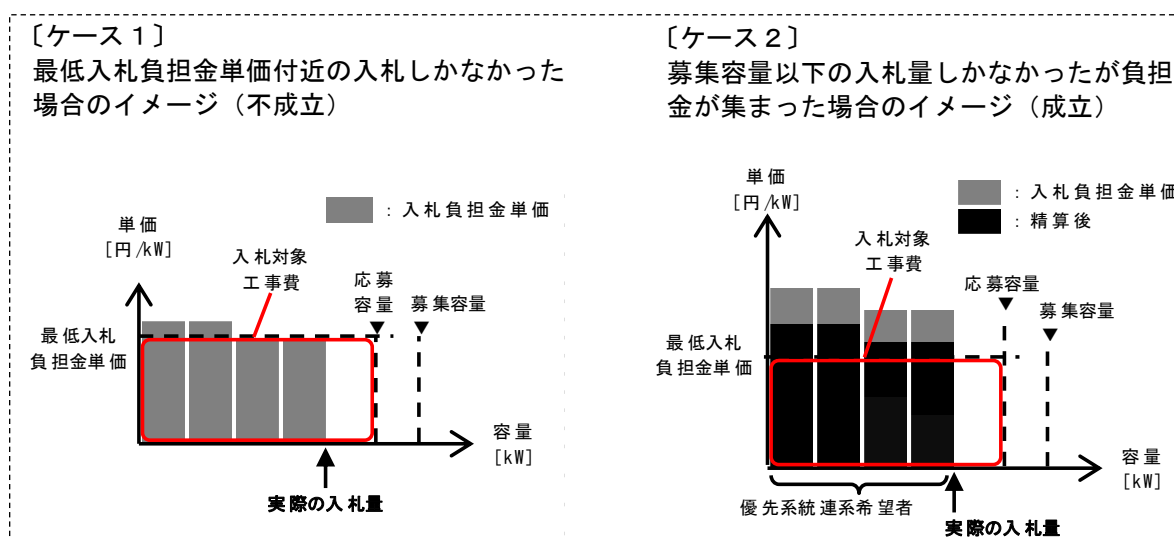 〔ケース1〕
最低入札負担金単価付近の入札しかなかった
場合のイメージ（不成立）
単価
[円/kW]
：入札負担金単価
入札対象
工事費
応募
容量
募集容量
最低入札
負担金単価
容量
[kW]
実際の入札量
〔ケース2〕
募集容量以下の入札量しかなかったが負担
金が集まった場合のイメージ（成立）
単価
[円/kW]
：入札負担金単価
：精算後
入札対象
工事費
応募容量
募集容量
最低入札
負担金単価
容量
[kW]
優先系統連系希望者
実際の入札量